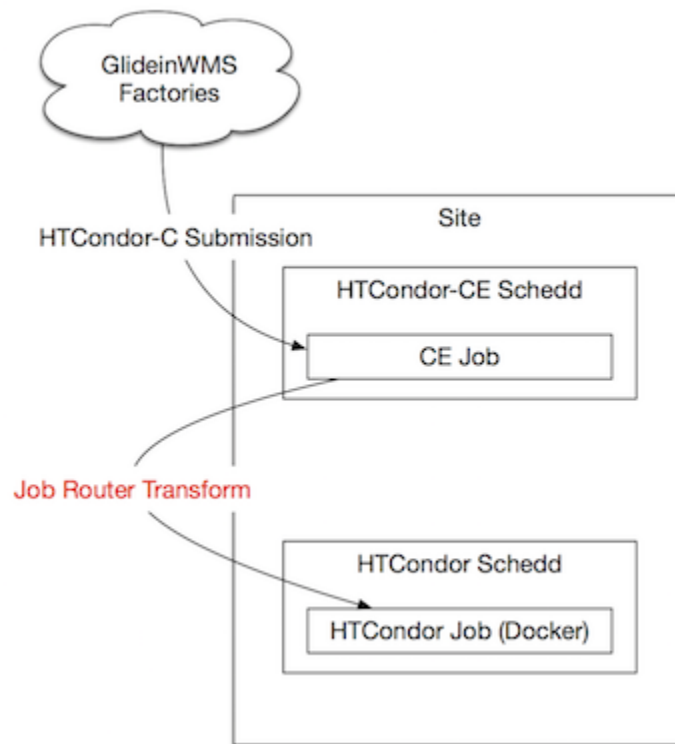 GlideinWMS
Factories
Site
HTCondor-C Submission
HTCondor-CE Schedd
CE Job
Job Router Transform
HTCondor Schedd
HTCondor Job (Docker)